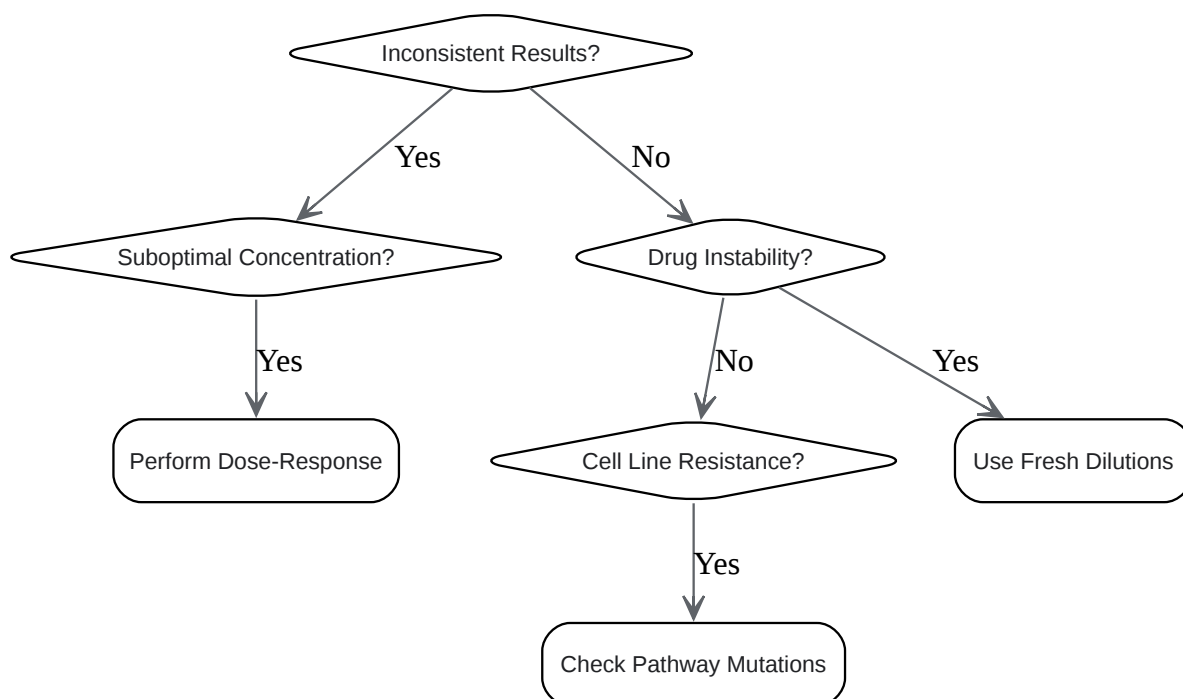 Inconsistent Results?
Yes
No
Suboptimal Concentration?
Drug Instability?
Yes
No
Yes
Perform Dose-Response
Cell Line Resistance?
Use Fresh Dilutions
Yes
Check Pathway Mutations